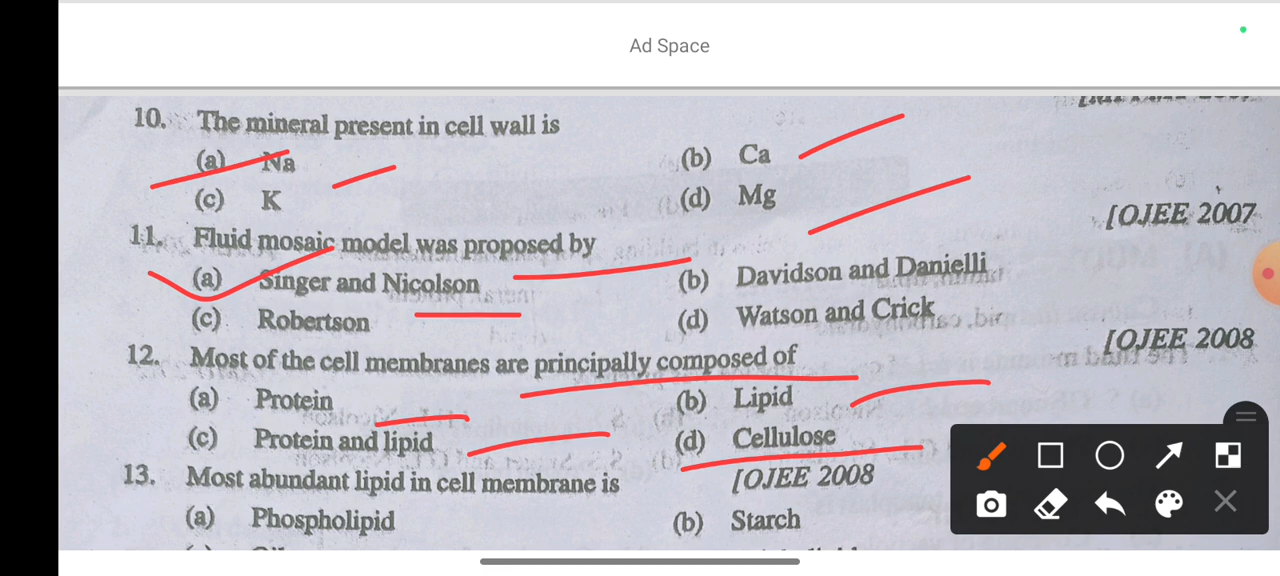 Ad Space
10. The mineral present in cell wall is
(a) Na (b) Ca
(c) K (d) Mg
[OJEE 2007
11. Fluid mosaic model was proposed by
(a) Singer and Nicolson (b) Davidson and Danielli
(c) Robertson (d) Watson and Crick
[OJEE 2008
12. Most of the cell membranes are principally composed of
(a) Protein (b) Lipid
(c) Protein and lipid (d) Cellulose
[OJEE 2008
13. Most abundant lipid in cell membrane is
(a) Phospholipid (b) Starch